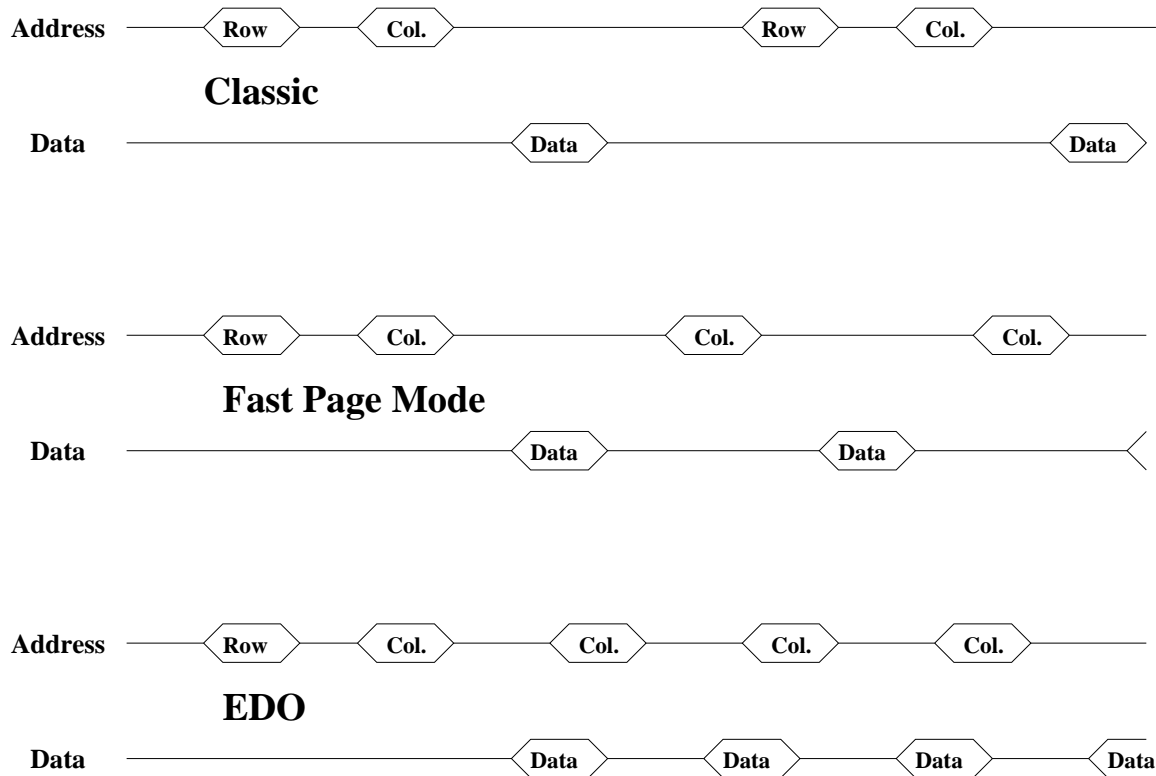 Address Row Col. Row Col.
Classic
Data Data Data
Address Row Col. Col. Col.
Fast Page Mode
Data Data Data
Address Row Col. Col. Col. Col.
EDO
Data Data Data Data Data